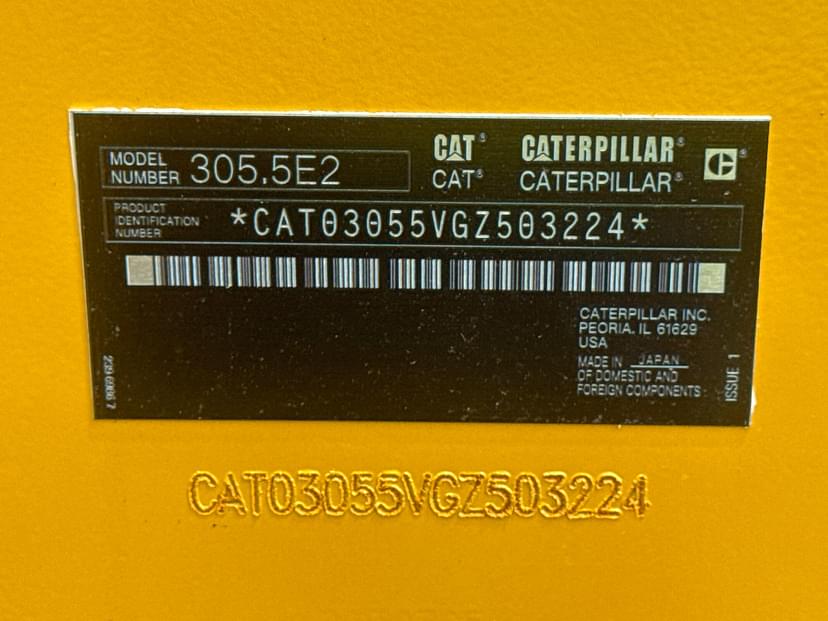 CAT® CATERPILLAR®
MODEL NUMBER 305.5E2
CAT® CATERPILLAR®
PRODUCT
IDENTIFICATION
NUMBER
*CAT03055VGZ503224*
CATERPILLAR INC.
PEORIA, IL 61629
USA
MADE IN JAPAN
OF DOMESTIC AND
FOREIGN COMPONENTS
ISSUE 1
CAT03055VGZ503224